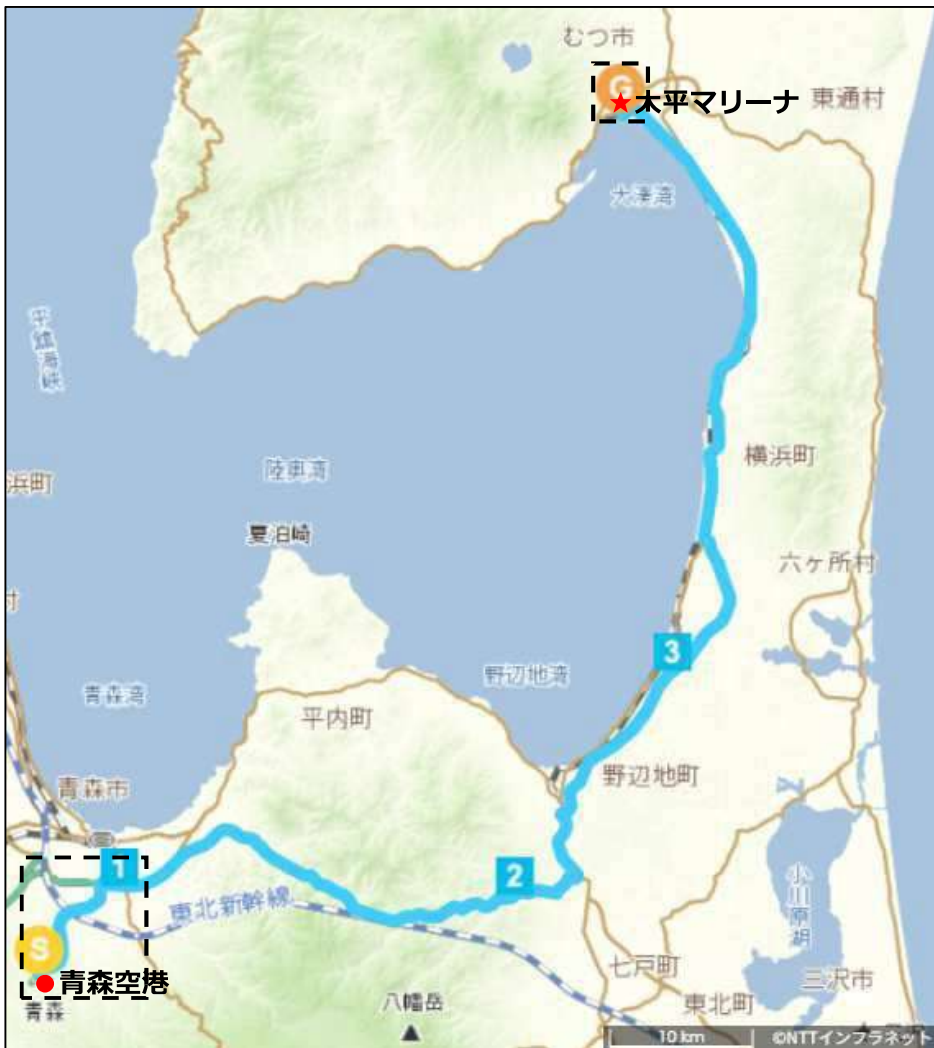 むつ市
G
★大平マリーナ
東通村
大湊湾
平舘海峡
横浜町
陸奥湾
浜町
夏泊崎
六ヶ所村
村
3
野辺地湾
青森湾
平内町
野辺地町
青森市
1
2
東北新幹線
小川原湖
S
●青森空港
七戸町
三沢市
青森
八幡岳
東北町
10 km
©NTTインフラネット